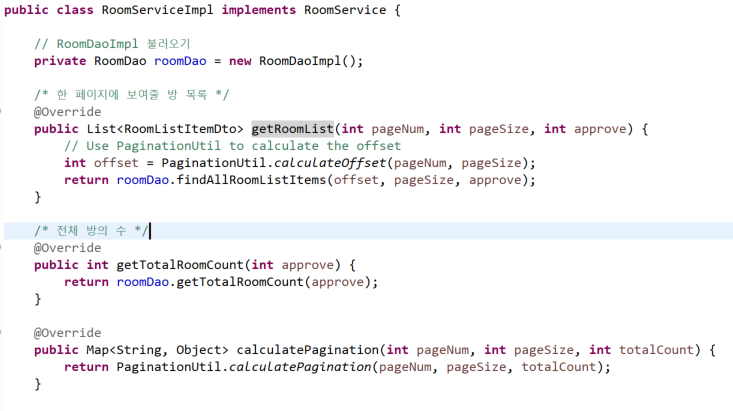 public class RoomServiceImpl implements RoomService {
// RoomDaoImpl 불러오기
private RoomDao roomDao = new RoomDaoImpl();
/* 한 페이지에 보여줄 방 목록 */
@Override
public List<RoomListItemDto> getRoomList(int pageNum, int pageSize, int approve) {
// Use PaginationUtil to calculate the offset
int offset = PaginationUtil.calculateOffset(pageNum, pageSize);
return roomDao.findAllRoomListItems(offset, pageSize, approve);
}
/* 전체 방의 수 */
@Override
public int getTotalRoomCount(int approve) {
return roomDao.getTotalRoomCount(approve);
}
@Override
public Map<String, Object> calculatePagination(int pageNum, int pageSize, int totalCount) {
return PaginationUtil.calculatePagination(pageNum, pageSize, totalCount);
}